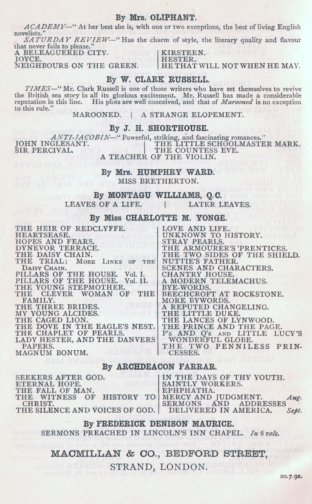 By Mrs. OLIPHANT.
ACADEMY—"At her best she is, with one or two exceptions, the best of living English
novelists."
SATURDAY REVIEW—"Has the charm of style, the literary quality and flavour
that never fails to please."
A BELEAGUERED CITY.
JOYCE.
NEIGHBOURS ON THE GREEN.
KIRSTEEN.
HESTER.
HE THAT WILL NOT WHEN HE MAY.
By W. CLARK RUSSELL.
TIMES—"Mr. Clark Russell is one of those writers who have set themselves to revive
the British sea story in all its glorious excitement. Mr. Russell has made a considerable
reputation in this line. His plots are well conceived, and that of Marooned is no exception
to this rule."
MAROONED. | A STRANGE ELOPEMENT.
By J. H. SHORTHOUSE.
ANTI-JACOBIN—"Powerful, striking, and fascinating romances."
JOHN INGLESANT.
SIR PERCIVAL.
THE LITTLE SCHOOLMASTER MARK.
THE COUNTESS EVE.
A TEACHER OF THE VIOLIN.
By Mrs. HUMPHRY WARD.
MISS BRETHERTON.
By MONTAGU WILLIAMS, Q.C.
LEAVES OF A LIFE. | LATER LEAVES.
By Miss CHARLOTTE M. YONGE.
THE HEIR OF REDCLYFFE.
HEARTSEASE.
HOPES AND FEARS.
DYNEVOR TERRACE.
THE DAISY CHAIN.
THE TRIAL: MORE LINKS OF THE
DAISY CHAIN.
PILLARS OF THE HOUSE. Vol. I.
PILLARS OF THE HOUSE. Vol. II.
THE YOUNG STEPMOTHER.
THE CLEVER WOMAN OF THE
FAMILY.
THE THREE BRIDES.
MY YOUNG ALCIDES.
THE CAGED LION.
THE DOVE IN THE EAGLE'S NEST.
THE CHAPLET OF PEARLS.
LADY HESTER, AND THE DANVERS
PAPERS.
MAGNUM BONUM.
LOVE AND LIFE.
UNKNOWN TO HISTORY.
STRAY PEARLS.
THE ARMOURER'S 'PRENTICES.
THE TWO SIDES OF THE SHIELD.
NUTTIE'S FATHER.
SCENES AND CHARACTERS.
CHANTRY HOUSE.
A MODERN TELEMACHUS.
BYE-WORDS.
BEECHCROFT AT ROCKSTONE.
MORE BYWORDS.
A REPUTED CHANGELING.
THE LITTLE DUKE.
THE LANCES OF LYNWOOD.
THE PRINCE AND THE PAGE.
P's AND Q's AND LITTLE LUCY'S
WONDERFUL GLOBE.
THE TWO PENNILESS PRIN-
CESSES.
By ARCHDEACON FARRAR.
SEEKERS AFTER GOD.
ETERNAL HOPE.
THE FALL OF MAN.
THE WITNESS OF HISTORY TO
CHRIST.
THE SILENCE AND VOICES OF GOD.
IN THE DAYS OF THY YOUTH.
SAINTLY WORKERS.
EPHPHATHA.
MERCY AND JUDGMENT. Aug.
SERMONS AND ADDRESSES
DELIVERED IN AMERICA. Sept.
By FREDERICK DENISON MAURICE.
SERMONS PREACHED IN LINCOLN'S INN CHAPEL. In 6 vols.
MACMILLAN & CO., BEDFORD STREET,
STRAND, LONDON.
20.7.92.